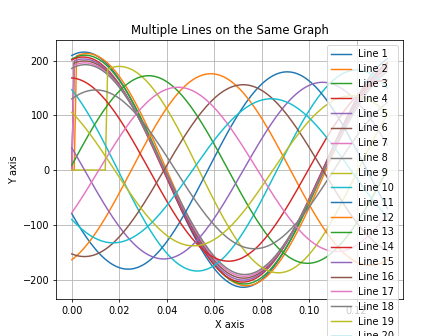 Multiple Lines on the Same Graph
Y axis
200
100
0
−100
−200
0.00 0.02 0.04 0.06 0.08 0.10
X axis
Line 1
Line 2
Line 3
Line 4
Line 5
Line 6
Line 7
Line 8
Line 9
Line 10
Line 11
Line 12
Line 13
Line 14
Line 15
Line 16
Line 17
Line 18
Line 19
Line 20